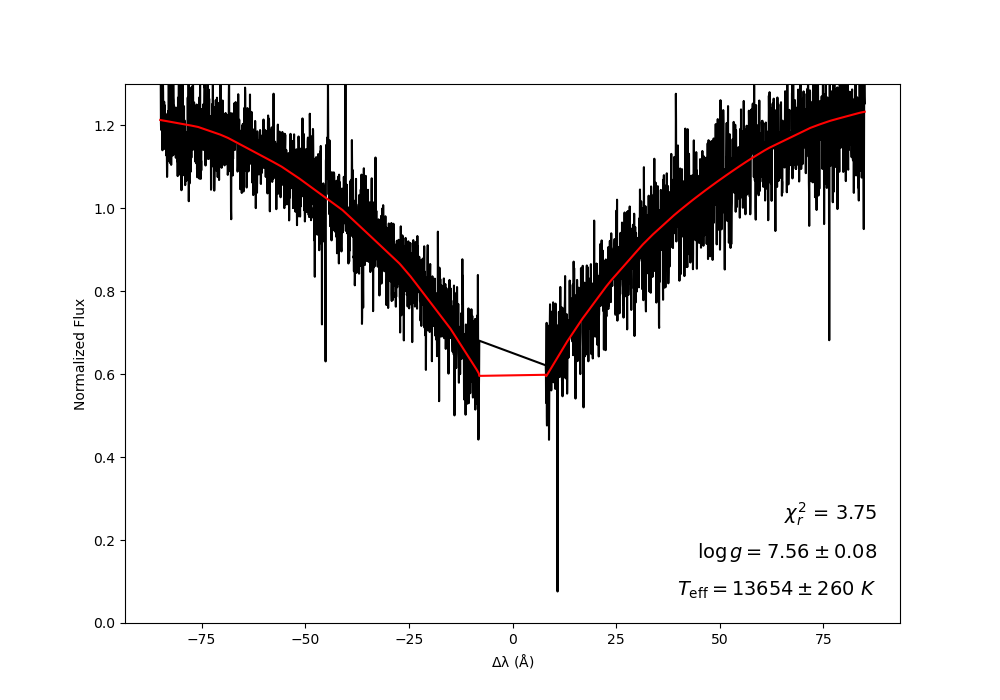 1.2
1.0
0.8
0.6
0.4
0.2
0.0
Normalized Flux
χ²ᵣ = 3.75
log g = 7.56 ± 0.08
T_eff = 13654 ± 260 K
−75 −50 −25 0 25 50 75
Δλ (Å)